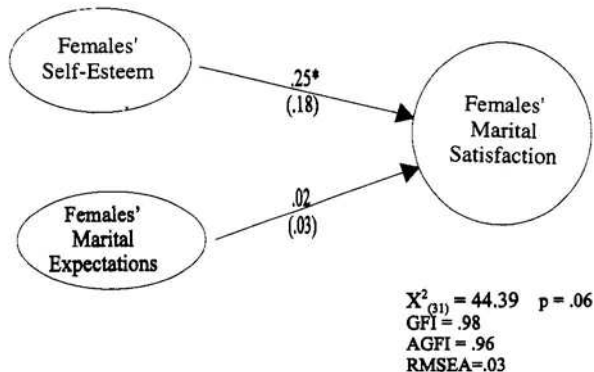 Females'
Self-Esteem
.25*
(.18)
Females'
Marital
Satisfaction
.02
(.03)
Females'
Marital
Expectations
X²(31) = 44.39 p = .06
GFI = .98
AGFI = .96
RMSEA=.03